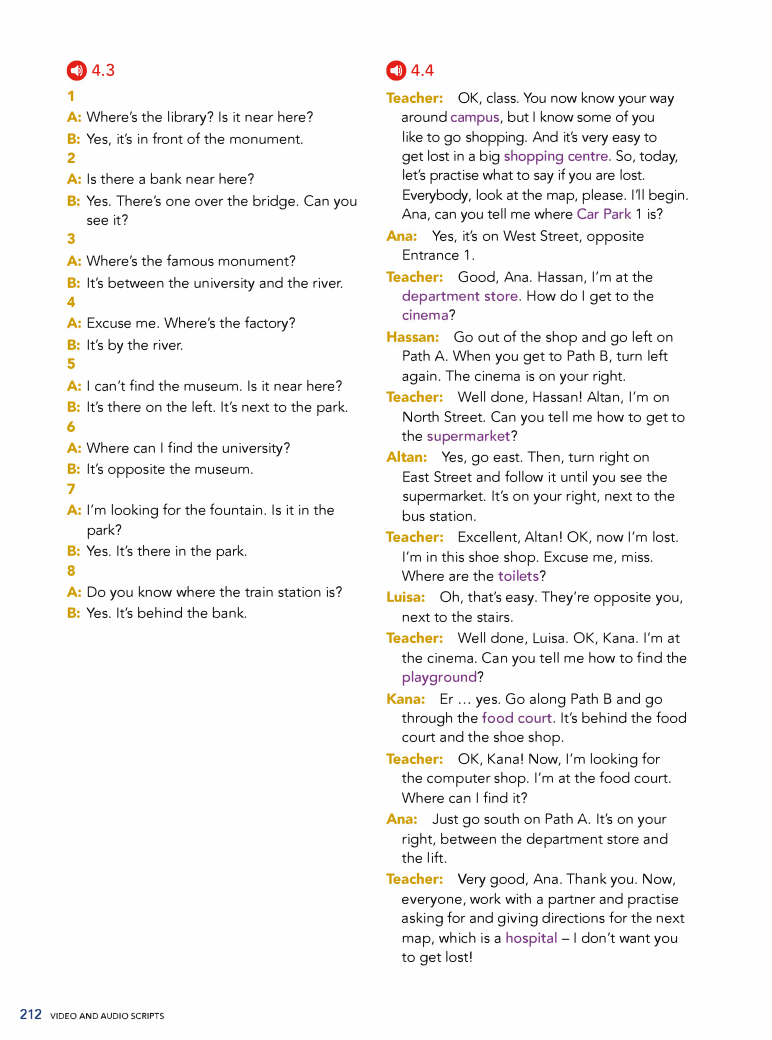 4.3
1
A: Where's the library? Is it near here?
B: Yes, it's in front of the monument.
2
A: Is there a bank near here?
B: Yes. There's one over the bridge. Can you
see it?
3
A: Where's the famous monument?
B: It's between the university and the river.
4
A: Excuse me. Where's the factory?
B: It's by the river.
5
A: I can't find the museum. Is it near here?
B: It's there on the left. It's next to the park.
6
A: Where can I find the university?
B: It's opposite the museum.
7
A: I'm looking for the fountain. Is it in the
park?
B: Yes. It's there in the park.
8
A: Do you know where the train station is?
B: Yes. It's behind the bank.
4.4
Teacher: OK, class. You now know your way
around campus, but I know some of you
like to go shopping. And it's very easy to
get lost in a big shopping centre. So, today,
let's practise what to say if you are lost.
Everybody, look at the map, please. I'll begin.
Ana, can you tell me where Car Park 1 is?
Ana: Yes, it's on West Street, opposite
Entrance 1.
Teacher: Good, Ana. Hassan, I'm at the
department store. How do I get to the
cinema?
Hassan: Go out of the shop and go left on
Path A. When you get to Path B, turn left
again. The cinema is on your right.
Teacher: Well done, Hassan! Altan, I'm on
North Street. Can you tell me how to get to
the supermarket?
Altan: Yes, go east. Then, turn right on
East Street and follow it until you see the
supermarket. It's on your right, next to the
bus station.
Teacher: Excellent, Altan! OK, now I'm lost.
I'm in this shoe shop. Excuse me, miss.
Where are the toilets?
Luisa: Oh, that's easy. They're opposite you,
next to the stairs.
Teacher: Well done, Luisa. OK, Kana. I'm at
the cinema. Can you tell me how to find the
playground?
Kana: Er … yes. Go along Path B and go
through the food court. It's behind the food
court and the shoe shop.
Teacher: OK, Kana! Now, I'm looking for
the computer shop. I'm at the food court.
Where can I find it?
Ana: Just go south on Path A. It's on your
right, between the department store and
the lift.
Teacher: Very good, Ana. Thank you. Now,
everyone, work with a partner and practise
asking for and giving directions for the next
map, which is a hospital – I don't want you
to get lost!
212 VIDEO AND AUDIO SCRIPTS